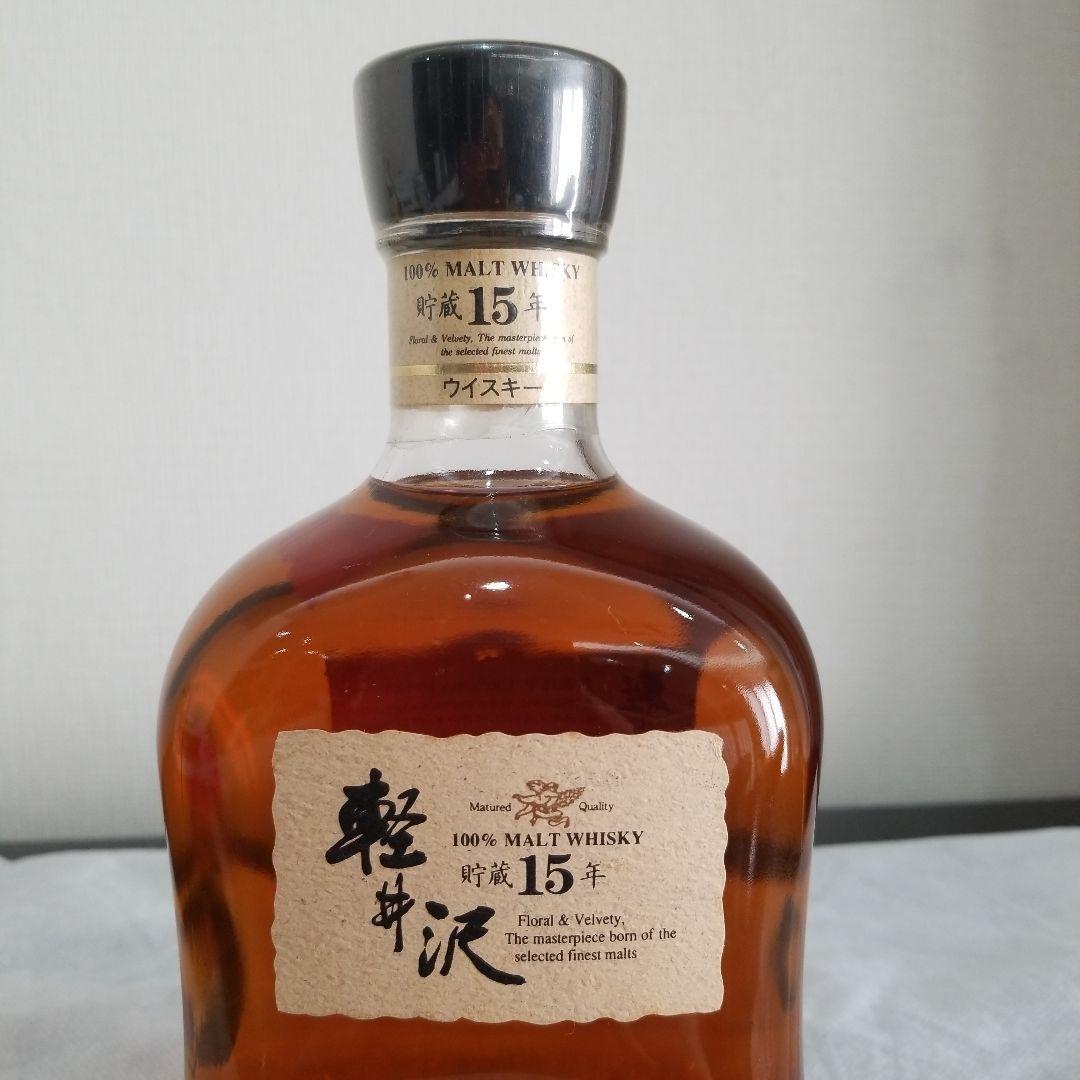 100% MALT WHISKY
貯蔵15年
Floral & Velvety, The masterpiece born of
the selected finest malts
ウイスキー
軽井沢
Matured Quality
100% MALT WHISKY
貯蔵15年
Floral & Velvety,
The masterpiece born of the
selected finest malts